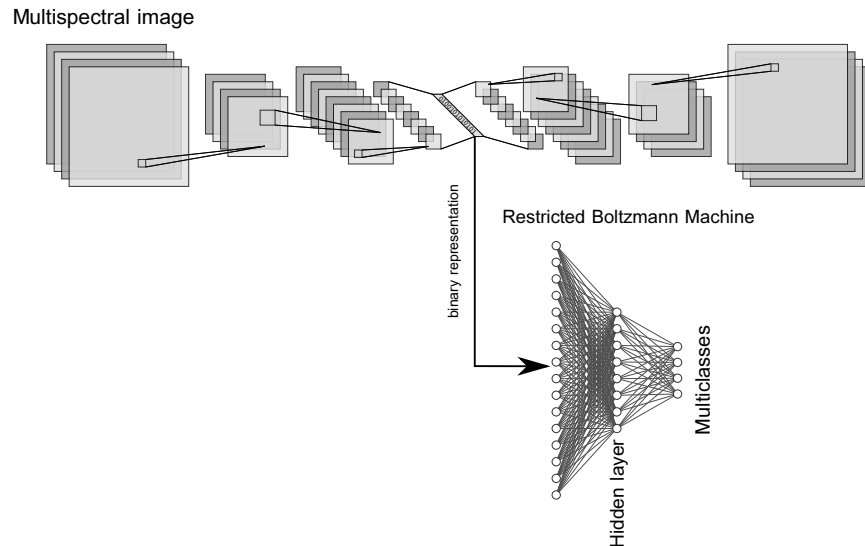 Multispectral image
binary representation
Restricted Boltzmann Machine
Hidden layer
Multiclasses